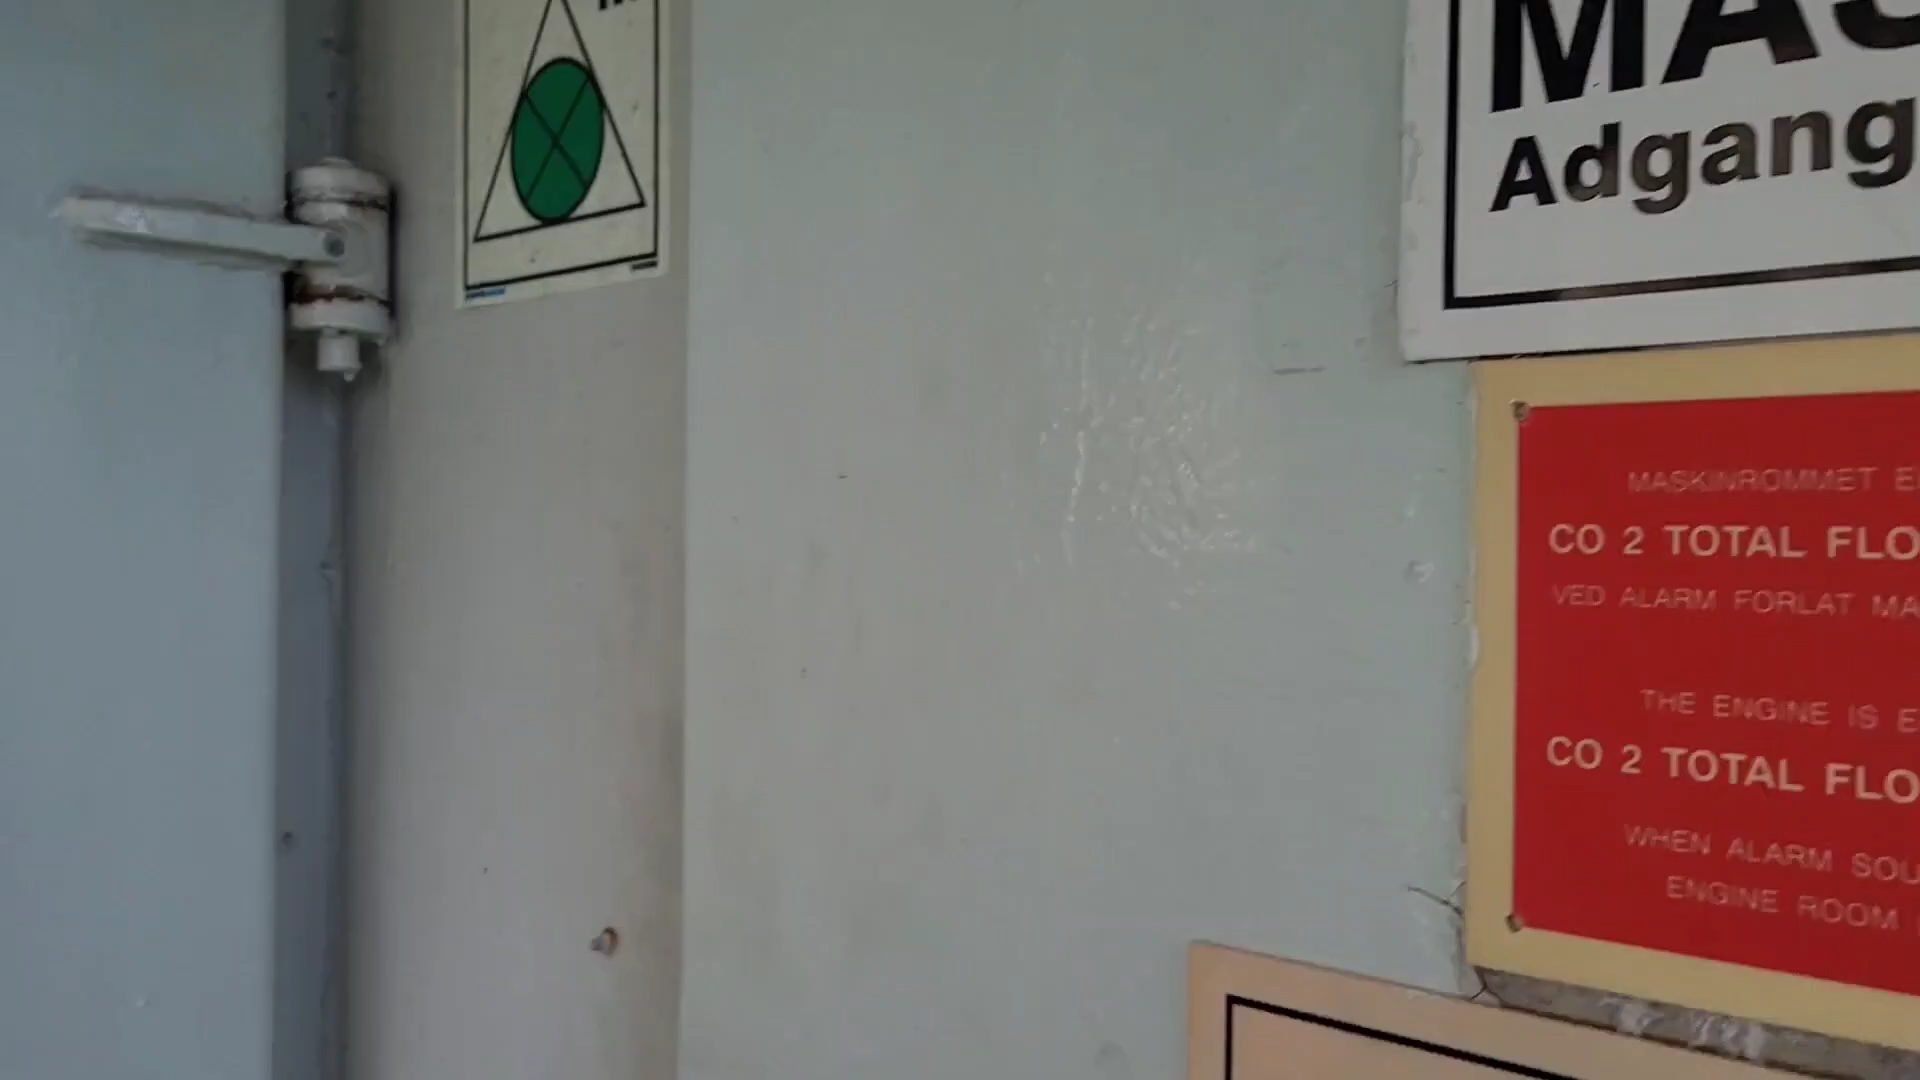 MAS
Adgang
MASKINROMMET E
CO 2 TOTAL FLO
VED ALARM FORLAT MA
THE ENGINE IS E
CO 2 TOTAL FLO
WHEN ALARM SOU
ENGINE ROOM